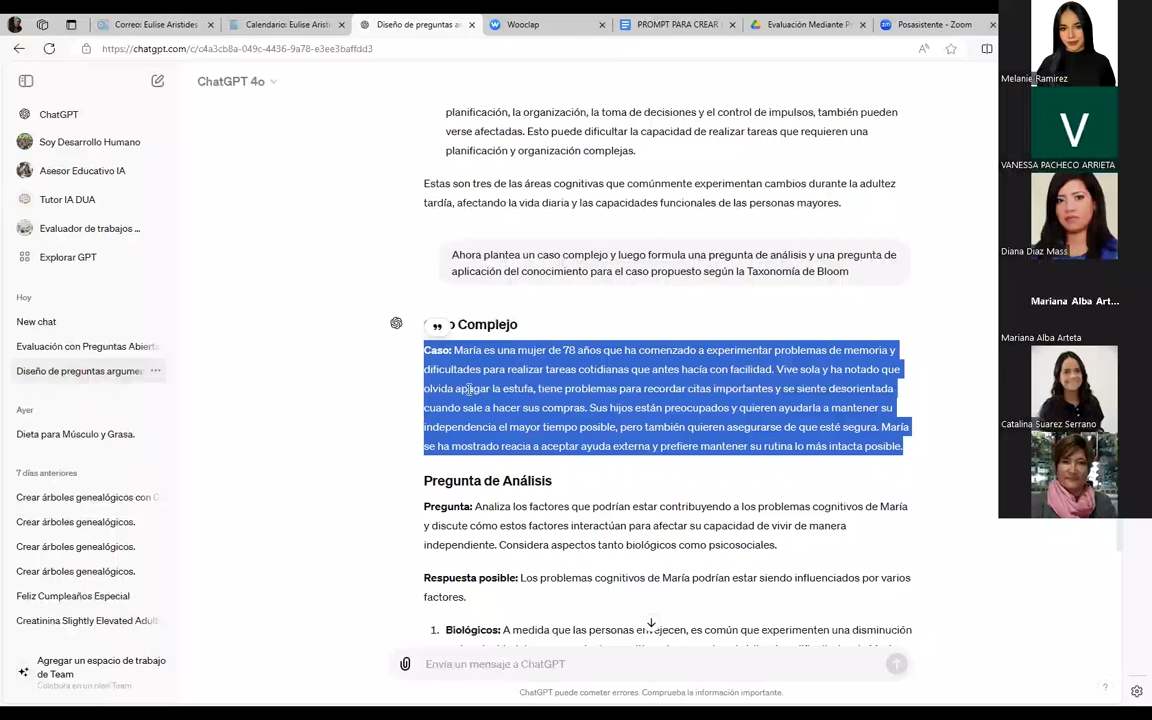 Correo: Eulise Aristides
Calendario: Eulise Aristi
Diseño de preguntas ar
Wooclap
PROMPT PARA CREAR
Evaluación Mediante Pr
Posasistente - Zoom
https://chatgpt.com/c/c4a3cb8a-049c-4436-9a78-e3ee3baffdd3
ChatGPT 4o
ChatGPT
Soy Desarrollo Humano
Asesor Educativo IA
Tutor IA DUA
Evaluador de trabajos ...
Explorar GPT
Hoy
New chat
Evaluación con Preguntas Abierta
Diseño de preguntas argume
Ayer
Dieta para Músculo y Grasa.
7 días anteriores
Crear árboles genealógicos con G
Crear árboles genealógicos.
Crear árboles genealógicos.
Crear árboles genealógicos.
Feliz Cumpleaños Especial
Creatinina Slightly Elevated Adult
Agregar un espacio de trabajo
de Team
Colabora en un plan Team
planificación, la organización, la toma de decisiones y el control de impulsos, también pueden
verse afectadas. Esto puede dificultar la capacidad de realizar tareas que requieren una
planificación y organización complejas.
Estas son tres de las áreas cognitivas que comúnmente experimentan cambios durante la adultez
tardía, afectando la vida diaria y las capacidades funcionales de las personas mayores.
Ahora plantea un caso complejo y luego formula una pregunta de análisis y una pregunta de
aplicación del conocimiento para el caso propuesto según la Taxonomía de Bloom
o Complejo
Caso: María es una mujer de 78 años que ha comenzado a experimentar problemas de memoria y
dificultades para realizar tareas cotidianas que antes hacía con facilidad. Vive sola y ha notado que
olvida apagar la estufa, tiene problemas para recordar citas importantes y se siente desorientada
cuando sale a hacer sus compras. Sus hijos están preocupados y quieren ayudarla a mantener su
independencia el mayor tiempo posible, pero también quieren asegurarse de que esté segura. María
se ha mostrado reacia a aceptar ayuda externa y prefiere mantener su rutina lo más intacta posible.
Pregunta de Análisis
Pregunta: Analiza los factores que podrían estar contribuyendo a los problemas cognitivos de María
y discute cómo estos factores interactúan para afectar su capacidad de vivir de manera
independiente. Considera aspectos tanto biológicos como psicosociales.
Respuesta posible: Los problemas cognitivos de María podrían estar siendo influenciados por varios
factores.
1. Biológicos: A medida que las personas envejecen, es común que experimenten una disminución
Envía un mensaje a ChatGPT
ChatGPT puede cometer errores. Comprueba la información importante.
?
Melanie Ramirez
V
VANESSA PACHECO ARRIETA
Diana Diaz Mass
Mariana Alba Art...
Mariana Alba Arteta
Catalina Suarez Serrano